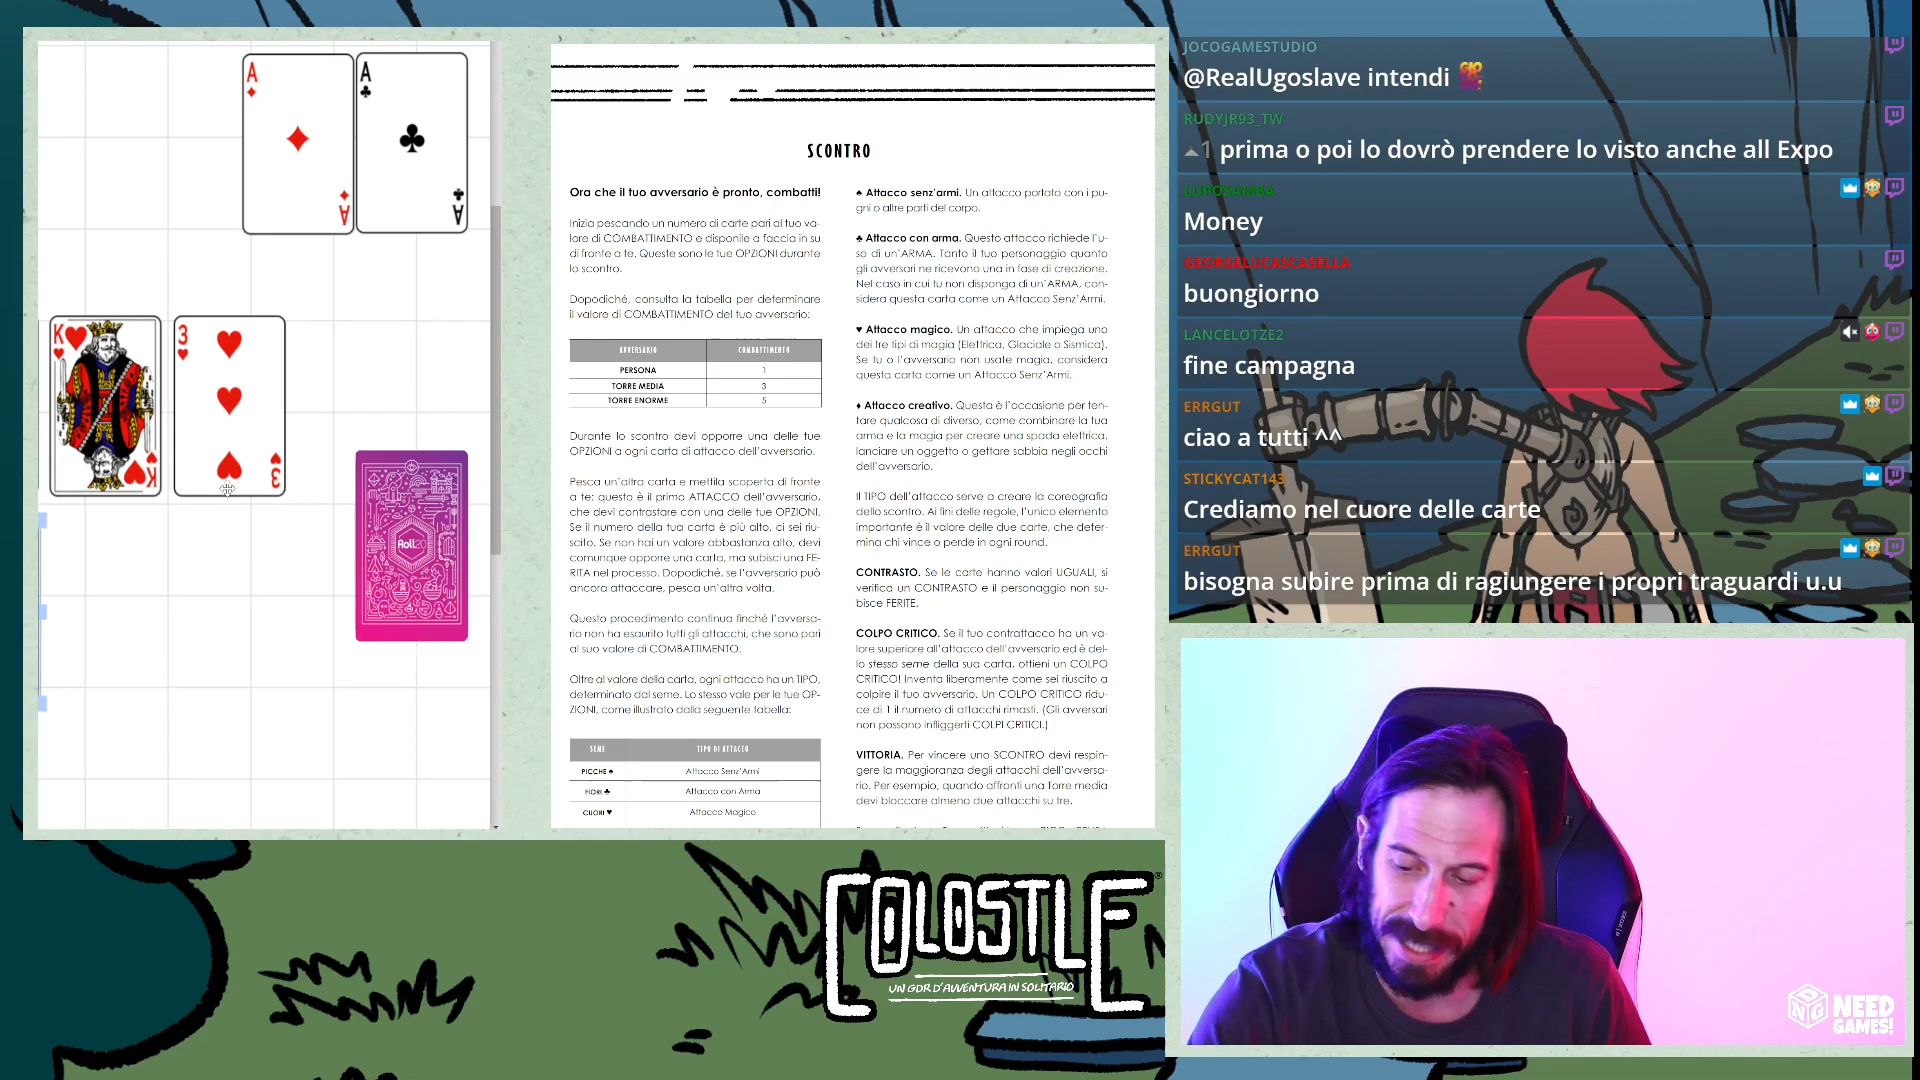 A
A
A
A
K
K
3
3
Roll20
SCONTRO
Ora che il tuo avversario è pronto, combatti!
Inizia pescando un numero di carte pari al tuo va-
lore di COMBATTIMENTO e disponile a faccia in su
di fronte a te. Queste sono le tue OPZIONI durante
lo scontro.
Dopodiché, consulta la tabella per determinare
il valore di COMBATTIMENTO del tuo avversario:
AVVERSARIO COMBATTIMENTO
PERSONA 1
TORRE MEDIA 3
TORRE ENORME 5
Durante lo scontro devi opporre una delle tue
OPZIONI a ogni carta di attacco dell'avversario.
Pesca un'altra carta e mettila scoperta di fronte
a te: questo è il primo ATTACCO dell'avversario,
che devi contrastare con una delle tue OPZIONI.
Se il numero della tua carta è più alto, ci sei riu-
scito. Se non hai un valore abbastanza alto, devi
comunque opporre una carta, ma subisci una FE-
RITA nel processo. Dopodiché, se l'avversario può
ancora attaccare, pesca un'altra volta.
Questo procedimento continua finché l'avversa-
rio non ha esaurito tutti gli attacchi, che sono pari
al suo valore di COMBATTIMENTO.
Oltre al valore della carta, ogni attacco ha un TIPO,
determinato dal seme. Lo stesso vale per le tue OP-
ZIONI, come illustrato dalla seguente tabella:
SEME TIPO DI ATTACCO
PICCHE ♠ Attacco Senz'Armi
FIORI ♣ Attacco con Arma
CUORI ♥ Attacco Magico
♠ Attacco senz'armi. Un attacco portato con i pu-
gni o altre parti del corpo.
♣ Attacco con arma. Questo attacco richiede l'u-
so di un'ARMA. Tanto il tuo personaggio quanto
gli avversari ne ricevono una in fase di creazione.
Nel caso in cui tu non disponga di un'ARMA, con-
sidera questa carta come un Attacco Senz'Armi.
♥ Attacco magico. Un attacco che impiega uno
dei tre tipi di magia (Elettrica, Glaciale o Sismica).
Se tu o l'avversario non usate magia, considera
questa carta come un Attacco Senz'Armi.
♦ Attacco creativo. Questa è l'occasione per ten-
tare qualcosa di diverso, come combinare la tua
arma e la magia per creare una spada elettrica,
lanciare un oggetto o gettare sabbia negli occhi
dell'avversario.
Il TIPO dell'attacco serve a creare la coreografia
dello scontro. Ai fini delle regole, l'unico elemento
importante è il valore delle due carte, che deter-
mina chi vince o perde in ogni round.
CONTRASTO. Se le carte hanno valori UGUALI, si
verifica un CONTRASTO e il personaggio non su-
bisce FERITE.
COLPO CRITICO. Se il tuo contrattacco ha un va-
lore superiore all'attacco dell'avversario ed è del-
lo stesso seme della sua carta, ottieni un COLPO
CRITICO! Inventa liberamente come sei riuscito a
colpire il tuo avversario. Un COLPO CRITICO ridu-
ce di 1 il numero di attacchi rimasti. (Gli avversari
non possono infliggerti COLPI CRITICI.)
VITTORIA. Per vincere uno SCONTRO devi respin-
gere la maggioranza degli attacchi dell'avversa-
rio. Per esempio, quando affronti una Torre media
devi bloccare almeno due attacchi su tre.
JOCOGAMESTUDIO
@RealUgoslave intendi
RUDYJR93_TW
1 prima o poi lo dovrò prendere lo visto anche all Expo
LUPOSAMBA
Money
GEORGELUCASCASELLA
buongiorno
LANCELOTZE2
fine campagna
ERRGUT
ciao a tutti ^^
STICKYCAT143
Crediamo nel cuore delle carte
ERRGUT
bisogna subire prima di ragiungere i propri traguardi u.u
COLOSTLE
UN GDR D'AVVENTURA IN SOLITARIO
NEED
GAMES!